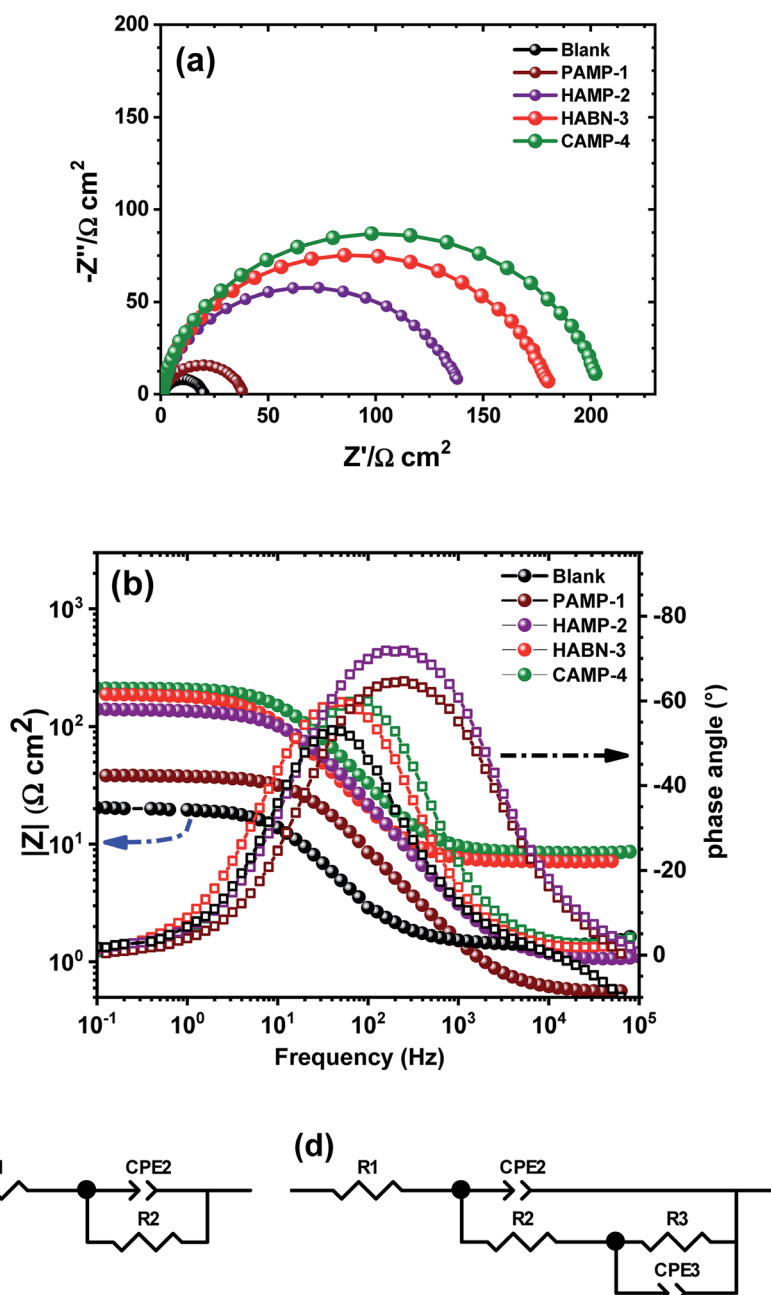 (a)
Blank
PAMP-1
HAMP-2
HABN-3
CAMP-4
200
150
100
50
0
-Z''/Ω cm²
0 50 100 150 200
Z'/Ω cm²
(b)
Blank
PAMP-1
HAMP-2
HABN-3
CAMP-4
10³
10²
10¹
10⁰
|Z| (Ω cm²)
-80
-60
-40
-20
0
phase angle (°)
10⁻¹ 10⁰ 10¹ 10² 10³ 10⁴ 10⁵
Frequency (Hz)
CPE2
R2
(d)
R1 CPE2
R2 R3
CPE3